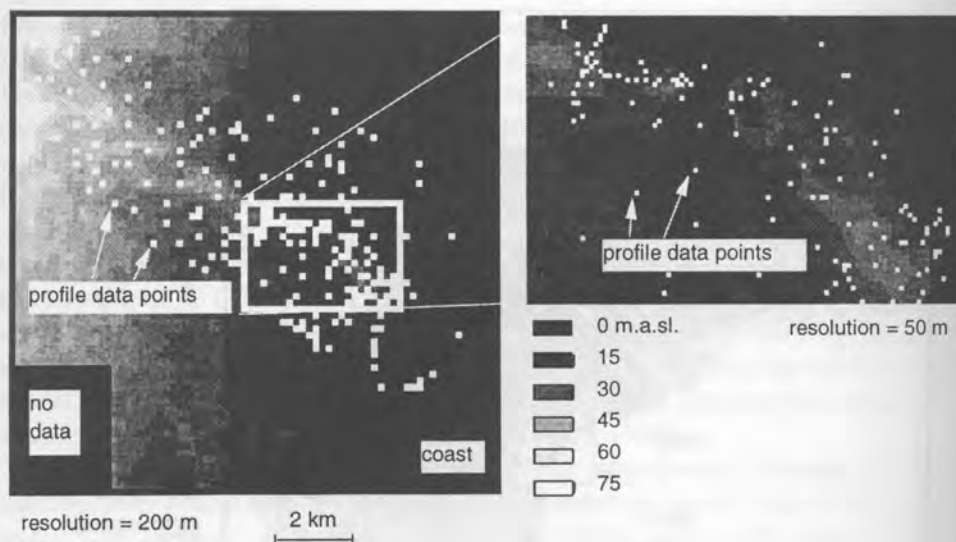 profile data points
no
data
coast
resolution = 200 m
2 km
profile data points
0 m.a.sl.
resolution = 50 m
15
30
45
60
75